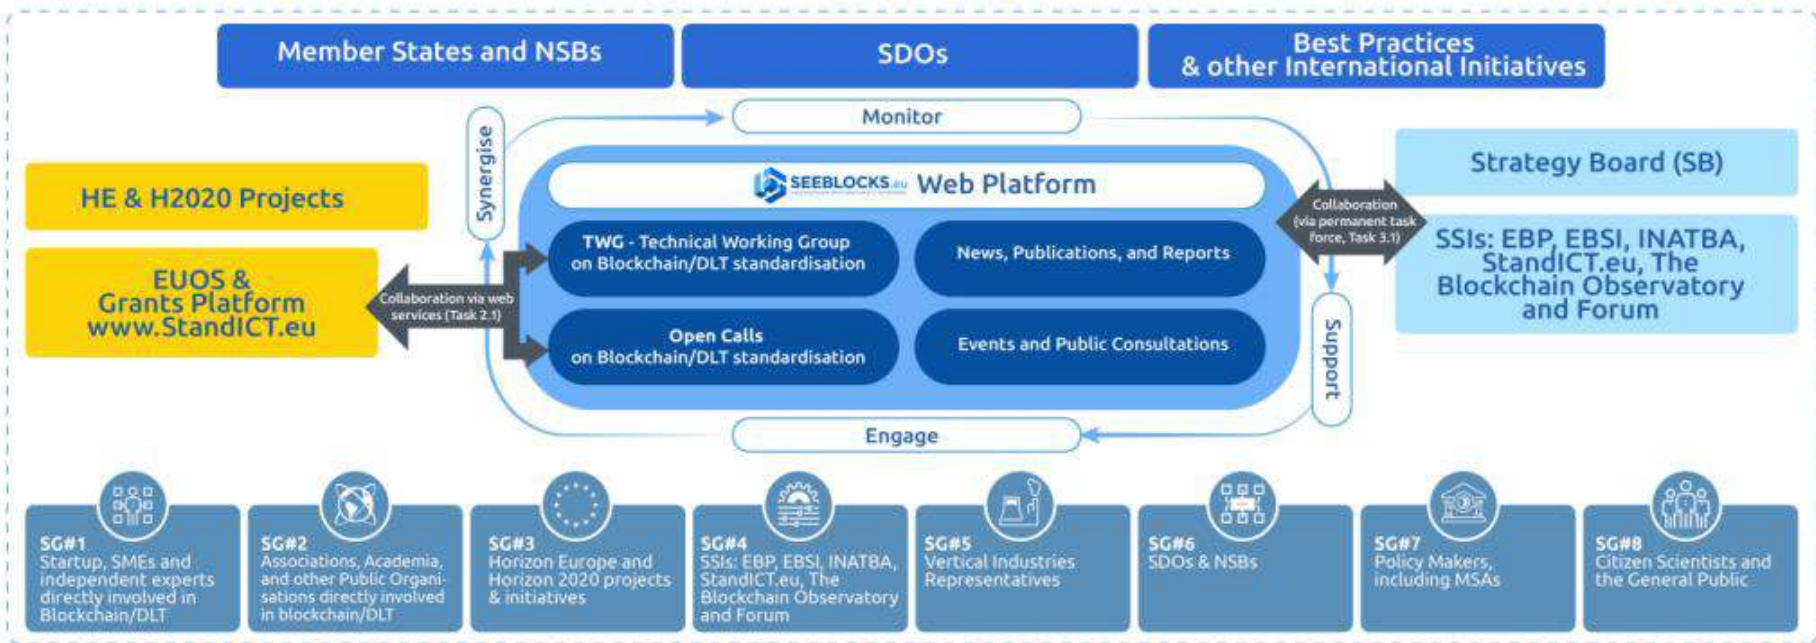 Member States and NSBs
SDOs
Best Practices
& other International Initiatives
Monitor
Synergise
HE & H2020 Projects
EUOS &
Grants Platform
www.StandICT.eu
Collaboration via web
services (Task 2.1)
SEEBLOCKS.eu Web Platform
TWG - Technical Working Group
on Blockchain/DLT standardisation
News, Publications, and Reports
Open Calls
on Blockchain/DLT standardisation
Events and Public Consultations
Collaboration
(via permanent task
force, Task 3.1)
Strategy Board (SB)
SSIs: EBP, EBSI, INATBA,
StandICT.eu, The
Blockchain Observatory
and Forum
Support
Engage
SG#1
Startup, SMEs and
independent experts
directly involved in
Blockchain/DLT
SG#2
Associations, Academia,
and other Public Organi-
sations directly involved
in blockchain/DLT
SG#3
Horizon Europe and
Horizon 2020 projects
& initiatives
SG#4
SSIs: EBP, EBSI, INATBA,
StandICT.eu, The
Blockchain Observatory
and Forum
SG#5
Vertical Industries
Representatives
SG#6
SDOs & NSBs
SG#7
Policy Makers,
including MSAs
SG#8
Citizen Scientists and
the General Public